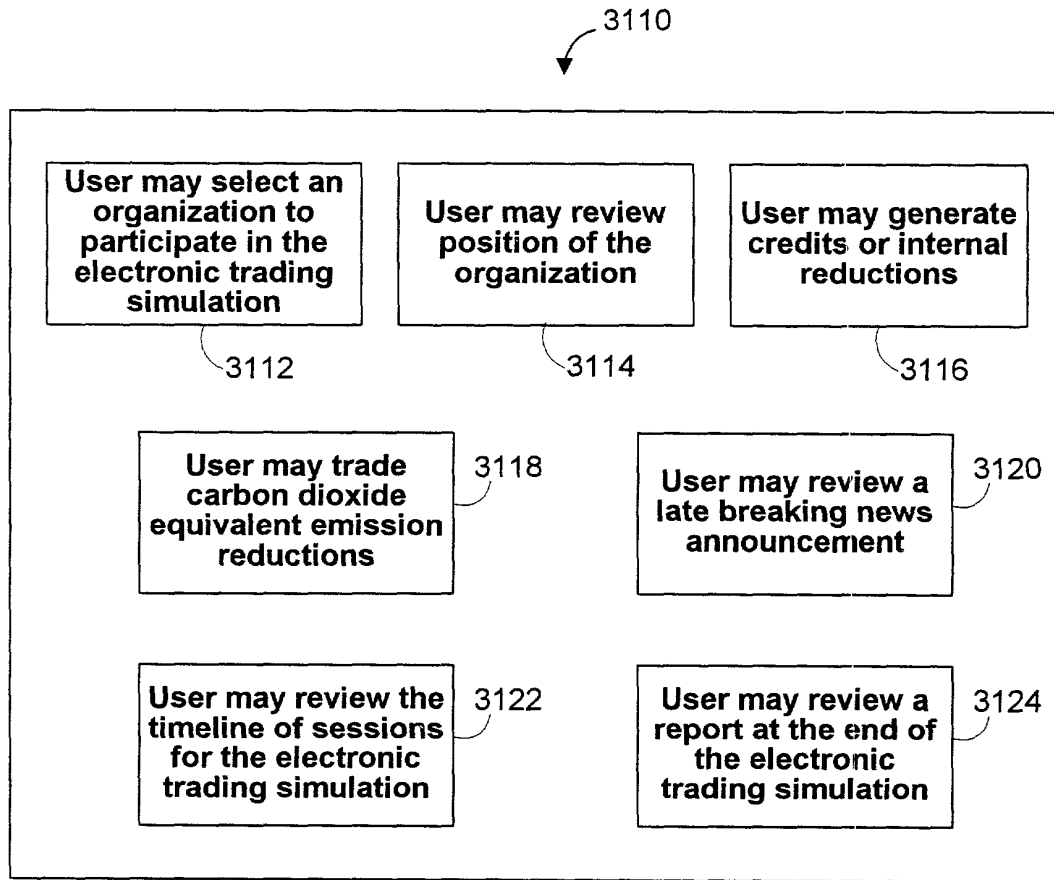 3110
User may select an
organization to
participate in the
electronic trading
simulation
3112
User may review
position of the
organization
3114
User may generate
credits or internal
reductions
3116
User may trade
carbon dioxide
equivalent emission
reductions
3118
User may review a
late breaking news
announcement
3120
User may review the
timeline of sessions
for the electronic
trading simulation
3122
User may review a
report at the end of
the electronic
trading simulation
3124